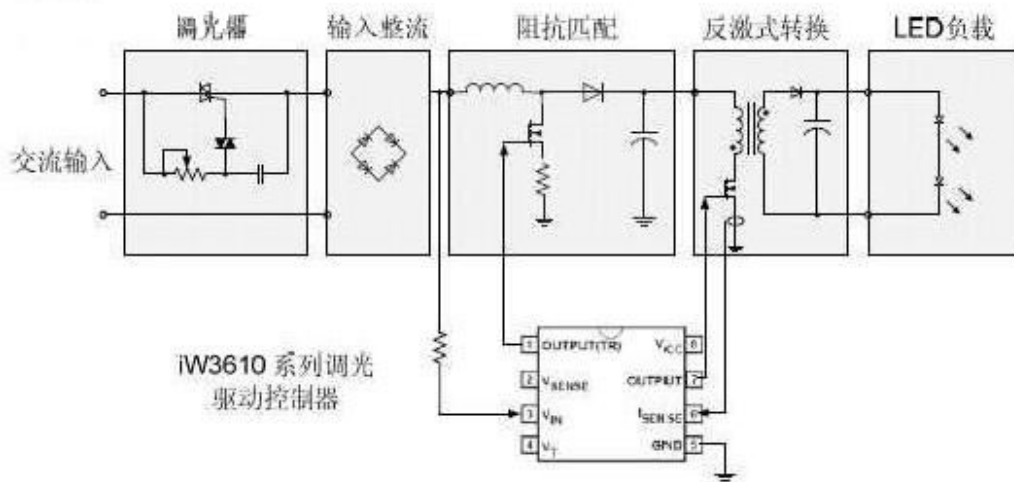 调光器
输入整流
阻抗匹配
反激式转换
LED负载
交流输入
iW3610 系列调光
驱动控制器
1 OUTPUT(TR)
2 VSENSE
3 VIN
4 VT
VCC 8
OUTPUT 7
ISENSE 6
GND 5